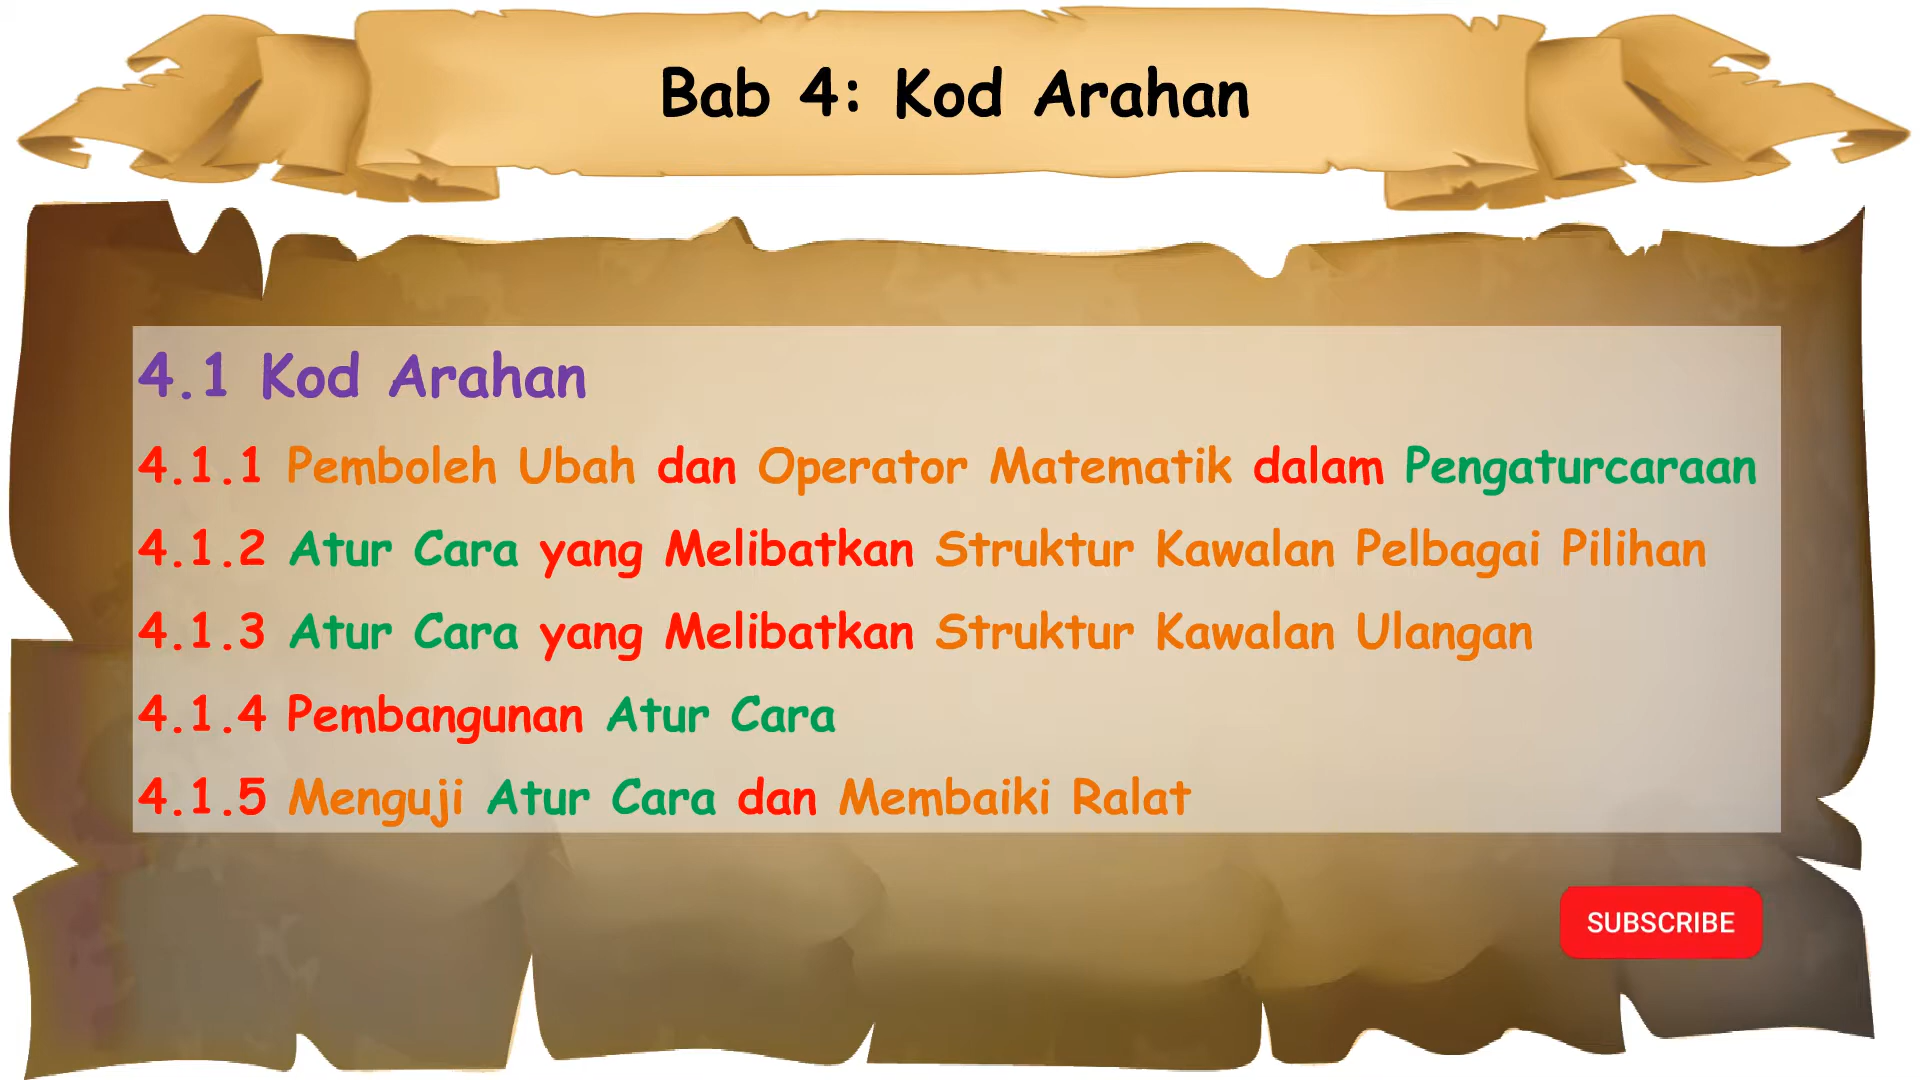 Bab 4: Kod Arahan
4.1 Kod Arahan
4.1.1 Pemboleh Ubah dan Operator Matematik dalam Pengaturcaraan
4.1.2 Atur Cara yang Melibatkan Struktur Kawalan Pelbagai Pilihan
4.1.3 Atur Cara yang Melibatkan Struktur Kawalan Ulangan
4.1.4 Pembangunan Atur Cara
4.1.5 Menguji Atur Cara dan Membaiki Ralat
SUBSCRIBE